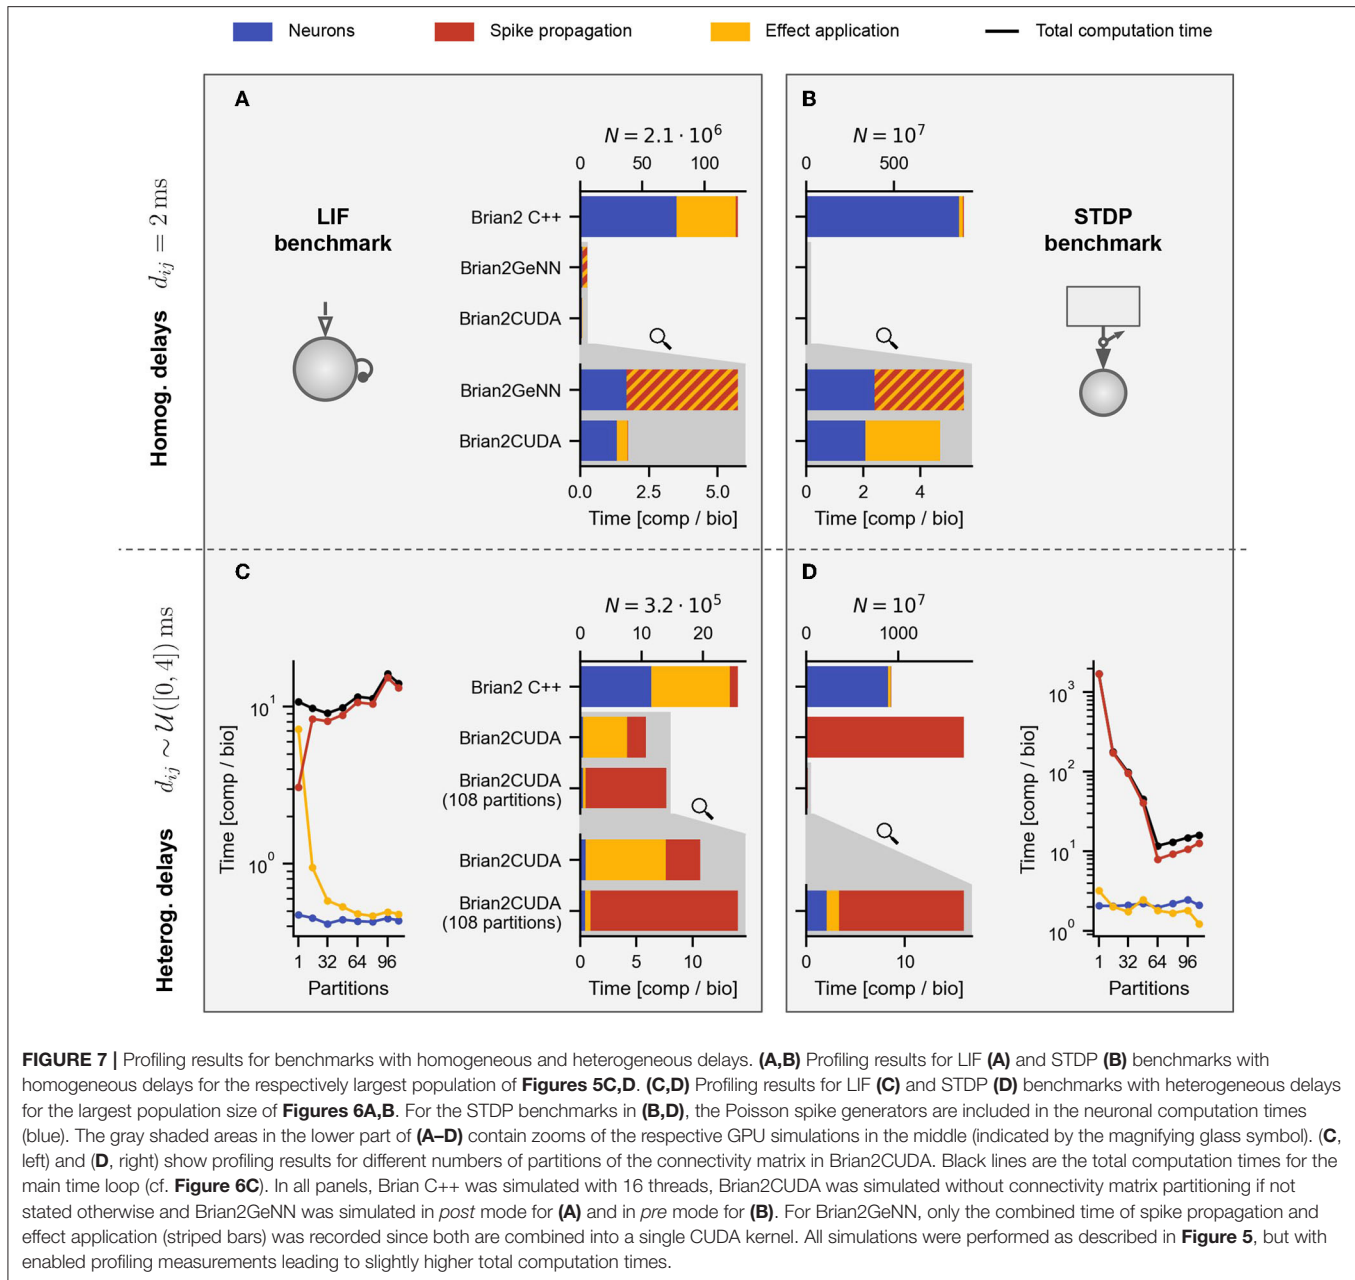 Neurons Spike propagation Effect application Total computation time
Homog. delays d_{ij} = 2 ms
A
LIF
benchmark
N = 2.1 · 10^6
0 50 100
Brian2 C++
Brian2GeNN
Brian2CUDA
Brian2GeNN
Brian2CUDA
0.0 2.5 5.0
Time [comp / bio]
B
N = 10^7
0 500
STDP
benchmark
0 2 4
Time [comp / bio]
Heterog. delays d_{ij} ∼ 𝒰([0, 4]) ms
C
Time [comp / bio]
10^1
10^0
1 32 64 96
Partitions
N = 3.2 · 10^5
0 10 20
Brian2 C++
Brian2CUDA
Brian2CUDA
(108 partitions)
Brian2CUDA
Brian2CUDA
(108 partitions)
0 5 10
Time [comp / bio]
D
N = 10^7
0 1000
0 10
Time [comp / bio]
Time [comp / bio]
10^3
10^2
10^1
10^0
1 32 64 96
Partitions
FIGURE 7 | Profiling results for benchmarks with homogeneous and heterogeneous delays. (A,B) Profiling results for LIF (A) and STDP (B) benchmarks with
homogeneous delays for the respectively largest population of Figures 5C,D. (C,D) Profiling results for LIF (C) and STDP (D) benchmarks with heterogeneous delays
for the largest population size of Figures 6A,B. For the STDP benchmarks in (B,D), the Poisson spike generators are included in the neuronal computation times
(blue). The gray shaded areas in the lower part of (A–D) contain zooms of the respective GPU simulations in the middle (indicated by the magnifying glass symbol). (C,
left) and (D, right) show profiling results for different numbers of partitions of the connectivity matrix in Brian2CUDA. Black lines are the total computation times for the
main time loop (cf. Figure 6C). In all panels, Brian C++ was simulated with 16 threads, Brian2CUDA was simulated without connectivity matrix partitioning if not
stated otherwise and Brian2GeNN was simulated in post mode for (A) and in pre mode for (B). For Brian2GeNN, only the combined time of spike propagation and
effect application (striped bars) was recorded since both are combined into a single CUDA kernel. All simulations were performed as described in Figure 5, but with
enabled profiling measurements leading to slightly higher total computation times.